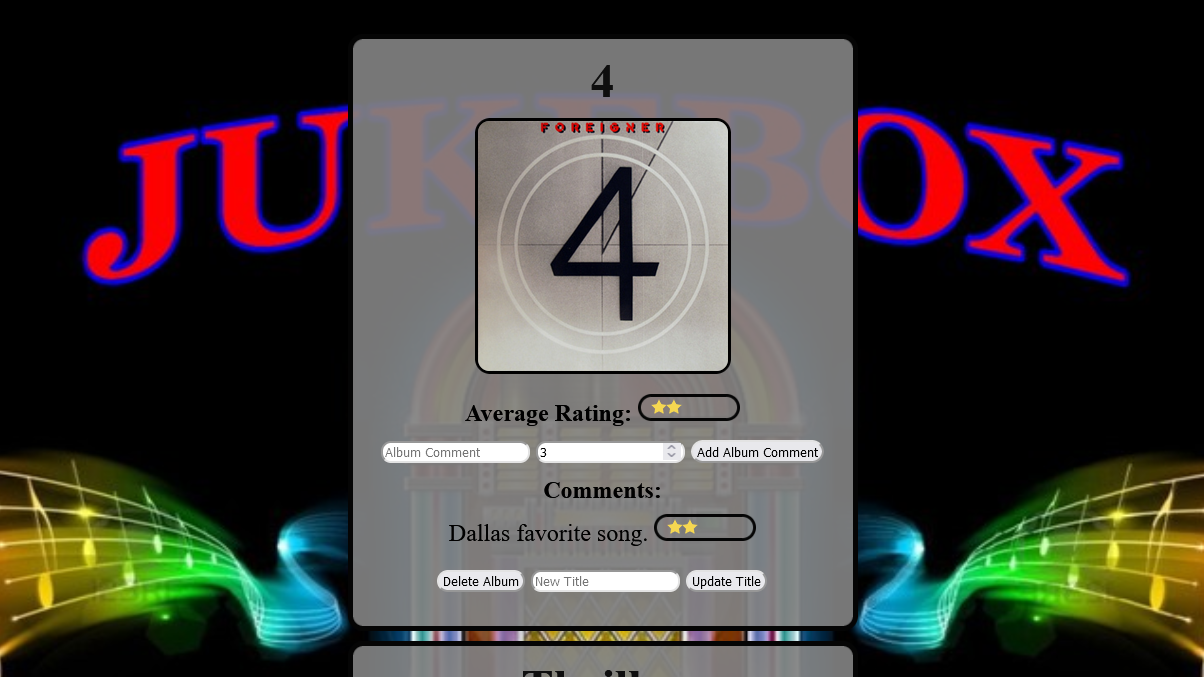 4
JUKEBOX
FOREIGNER
4
Average Rating:
Album Comment 3 Add Album Comment
Comments:
Dallas favorite song.
Delete Album New Title Update Title